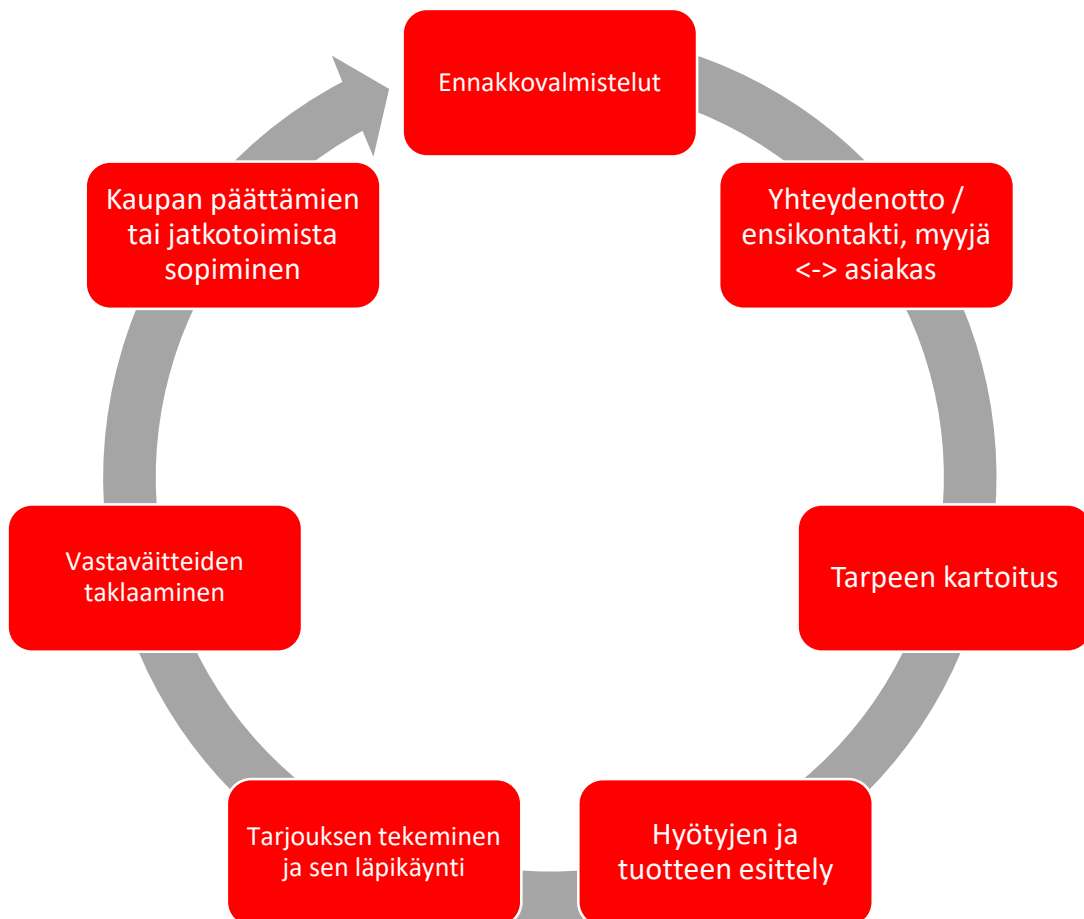 Ennakkovalmistelut
Yhteydenotto /
ensikontakti, myyjä
<-> asiakas
Tarpeen kartoitus
Hyötyjen ja
tuotteen esittely
Tarjouksen tekeminen
ja sen läpikäynti
Vastaväitteiden
taklaaminen
Kaupan päättämien
tai jatkotoimista
sopiminen